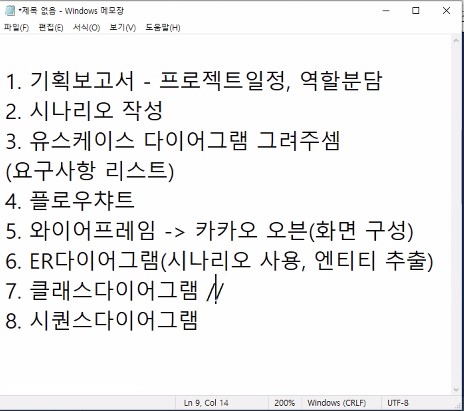 *제목 없음 - Windows 메모장
파일(F) 편집(E) 서식(O) 보기(V) 도움말(H)
1. 기획보고서 - 프로젝트일정, 역할분담
2. 시나리오 작성
3. 유스케이스 다이어그램 그려주셈
(요구사항 리스트)
4. 플로우챠트
5. 와이어프레임 -> 카카오 오븐(화면 구성)
6. ER다이어그램(시나리오 사용, 엔티티 추출)
7. 클래스다이어그램 //
8. 시퀀스다이어그램
Ln 9, Col 14 200% Windows (CRLF) UTF-8